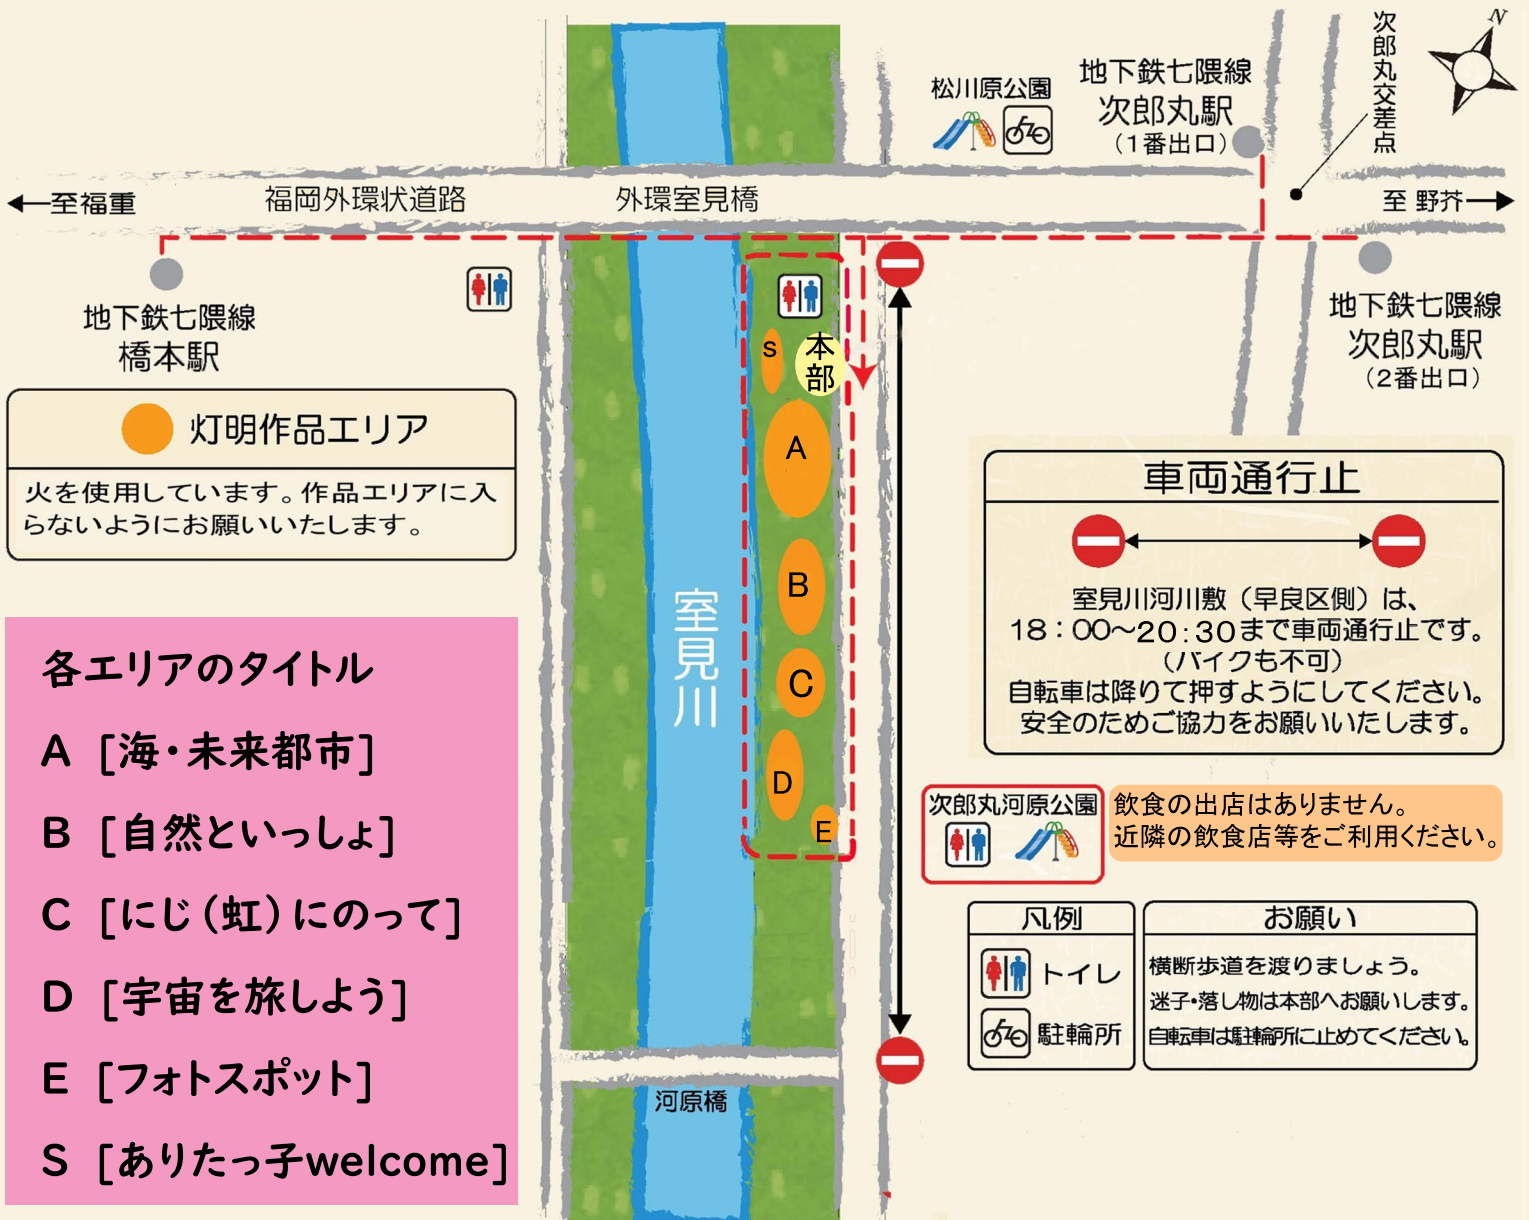 N
次郎丸交差点
地下鉄七隈線
次郎丸駅
（1番出口）
松川原公園
←至福重
福岡外環状道路
外環室見橋
至 野芥→
地下鉄七隈線
橋本駅
地下鉄七隈線
次郎丸駅
（2番出口）
S
本部
A
B
C
D
E
室見川
河原橋
灯明作品エリア
火を使用しています。作品エリアに入
らないようにお願いいたします。
各エリアのタイトル
A [海・未来都市]
B [自然といっしょ]
C [にじ（虹）にのって]
D [宇宙を旅しよう]
E [フォトスポット]
S [ありたっ子welcome]
車両通行止
室見川河川敷（早良区側）は、
18：00〜20:30まで車両通行止です。
（バイクも不可）
自転車は降りて押すようにしてください。
安全のためご協力をお願いいたします。
次郎丸河原公園
飲食の出店はありません。
近隣の飲食店等をご利用ください。
凡例
トイレ
駐輪所
お願い
横断歩道を渡りましょう。
迷子・落し物は本部へお願いします。
自転車は駐輪所に止めてください。